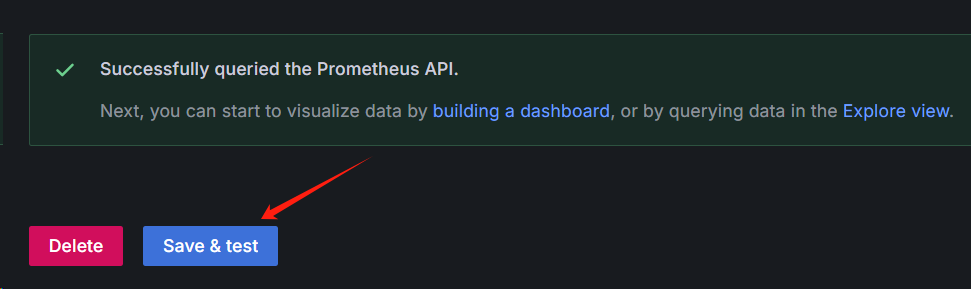 Successfully queried the Prometheus API.
Next, you can start to visualize data by building a dashboard, or by querying data in the Explore view.
Delete
Save & test